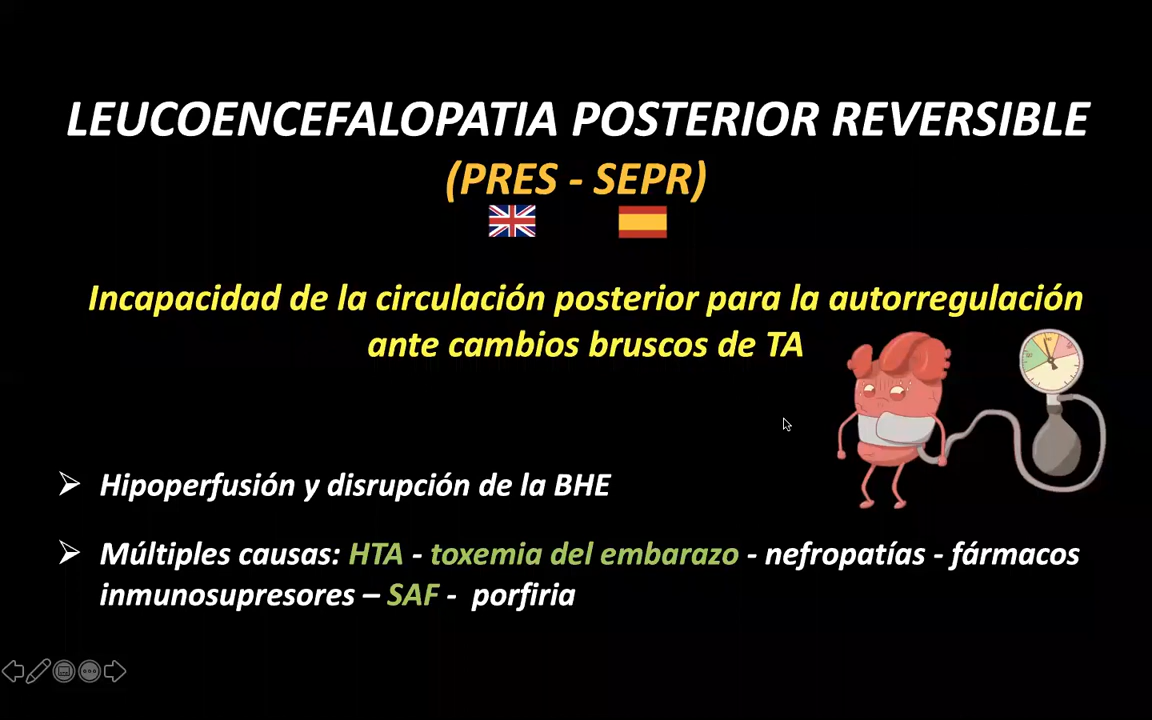 LEUCOENCEFALOPATIA POSTERIOR REVERSIBLE
(PRES - SEPR)
Incapacidad de la circulación posterior para la autorregulación
ante cambios bruscos de TA
Hipoperfusión y disrupción de la BHE
Múltiples causas: HTA - toxemia del embarazo - nefropatías - fármacos
inmunosupresores – SAF - porfiria